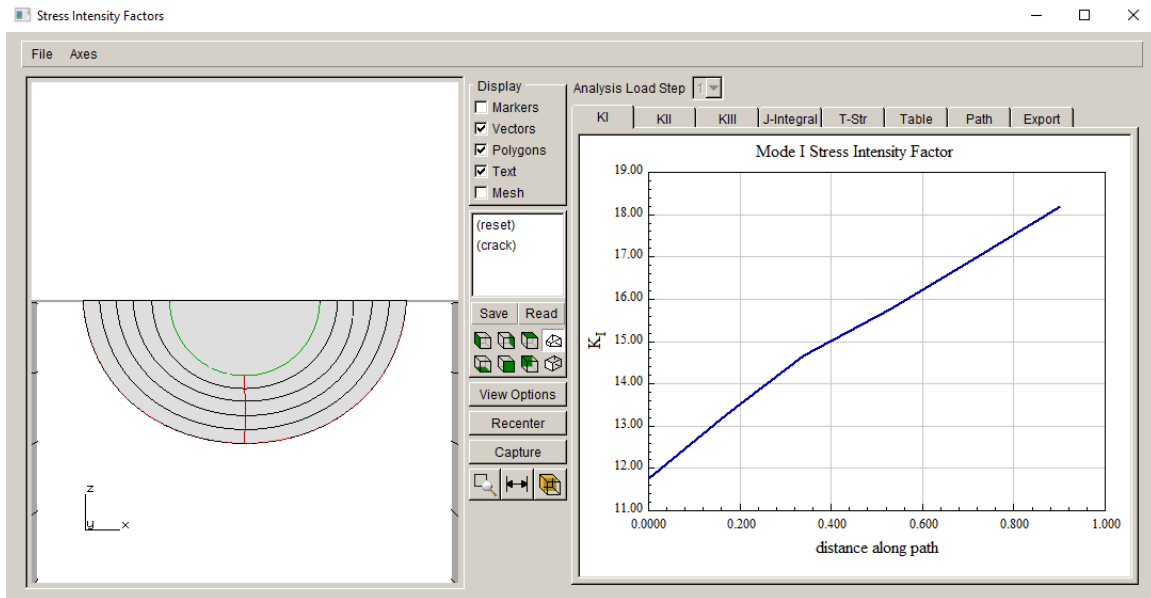 Stress Intensity Factors
File Axes
Display
Markers
Vectors
Polygons
Text
Mesh
(reset)
(crack)
Save Read
View Options
Recenter
Capture
z
y x
Analysis Load Step 1
KI KII KIII J-Integral T-Str Table Path Export
Mode I Stress Intensity Factor
19.00
18.00
17.00
16.00
15.00
14.00
13.00
12.00
11.00
KI
0.0000 0.200 0.400 0.600 0.800 1.000
distance along path